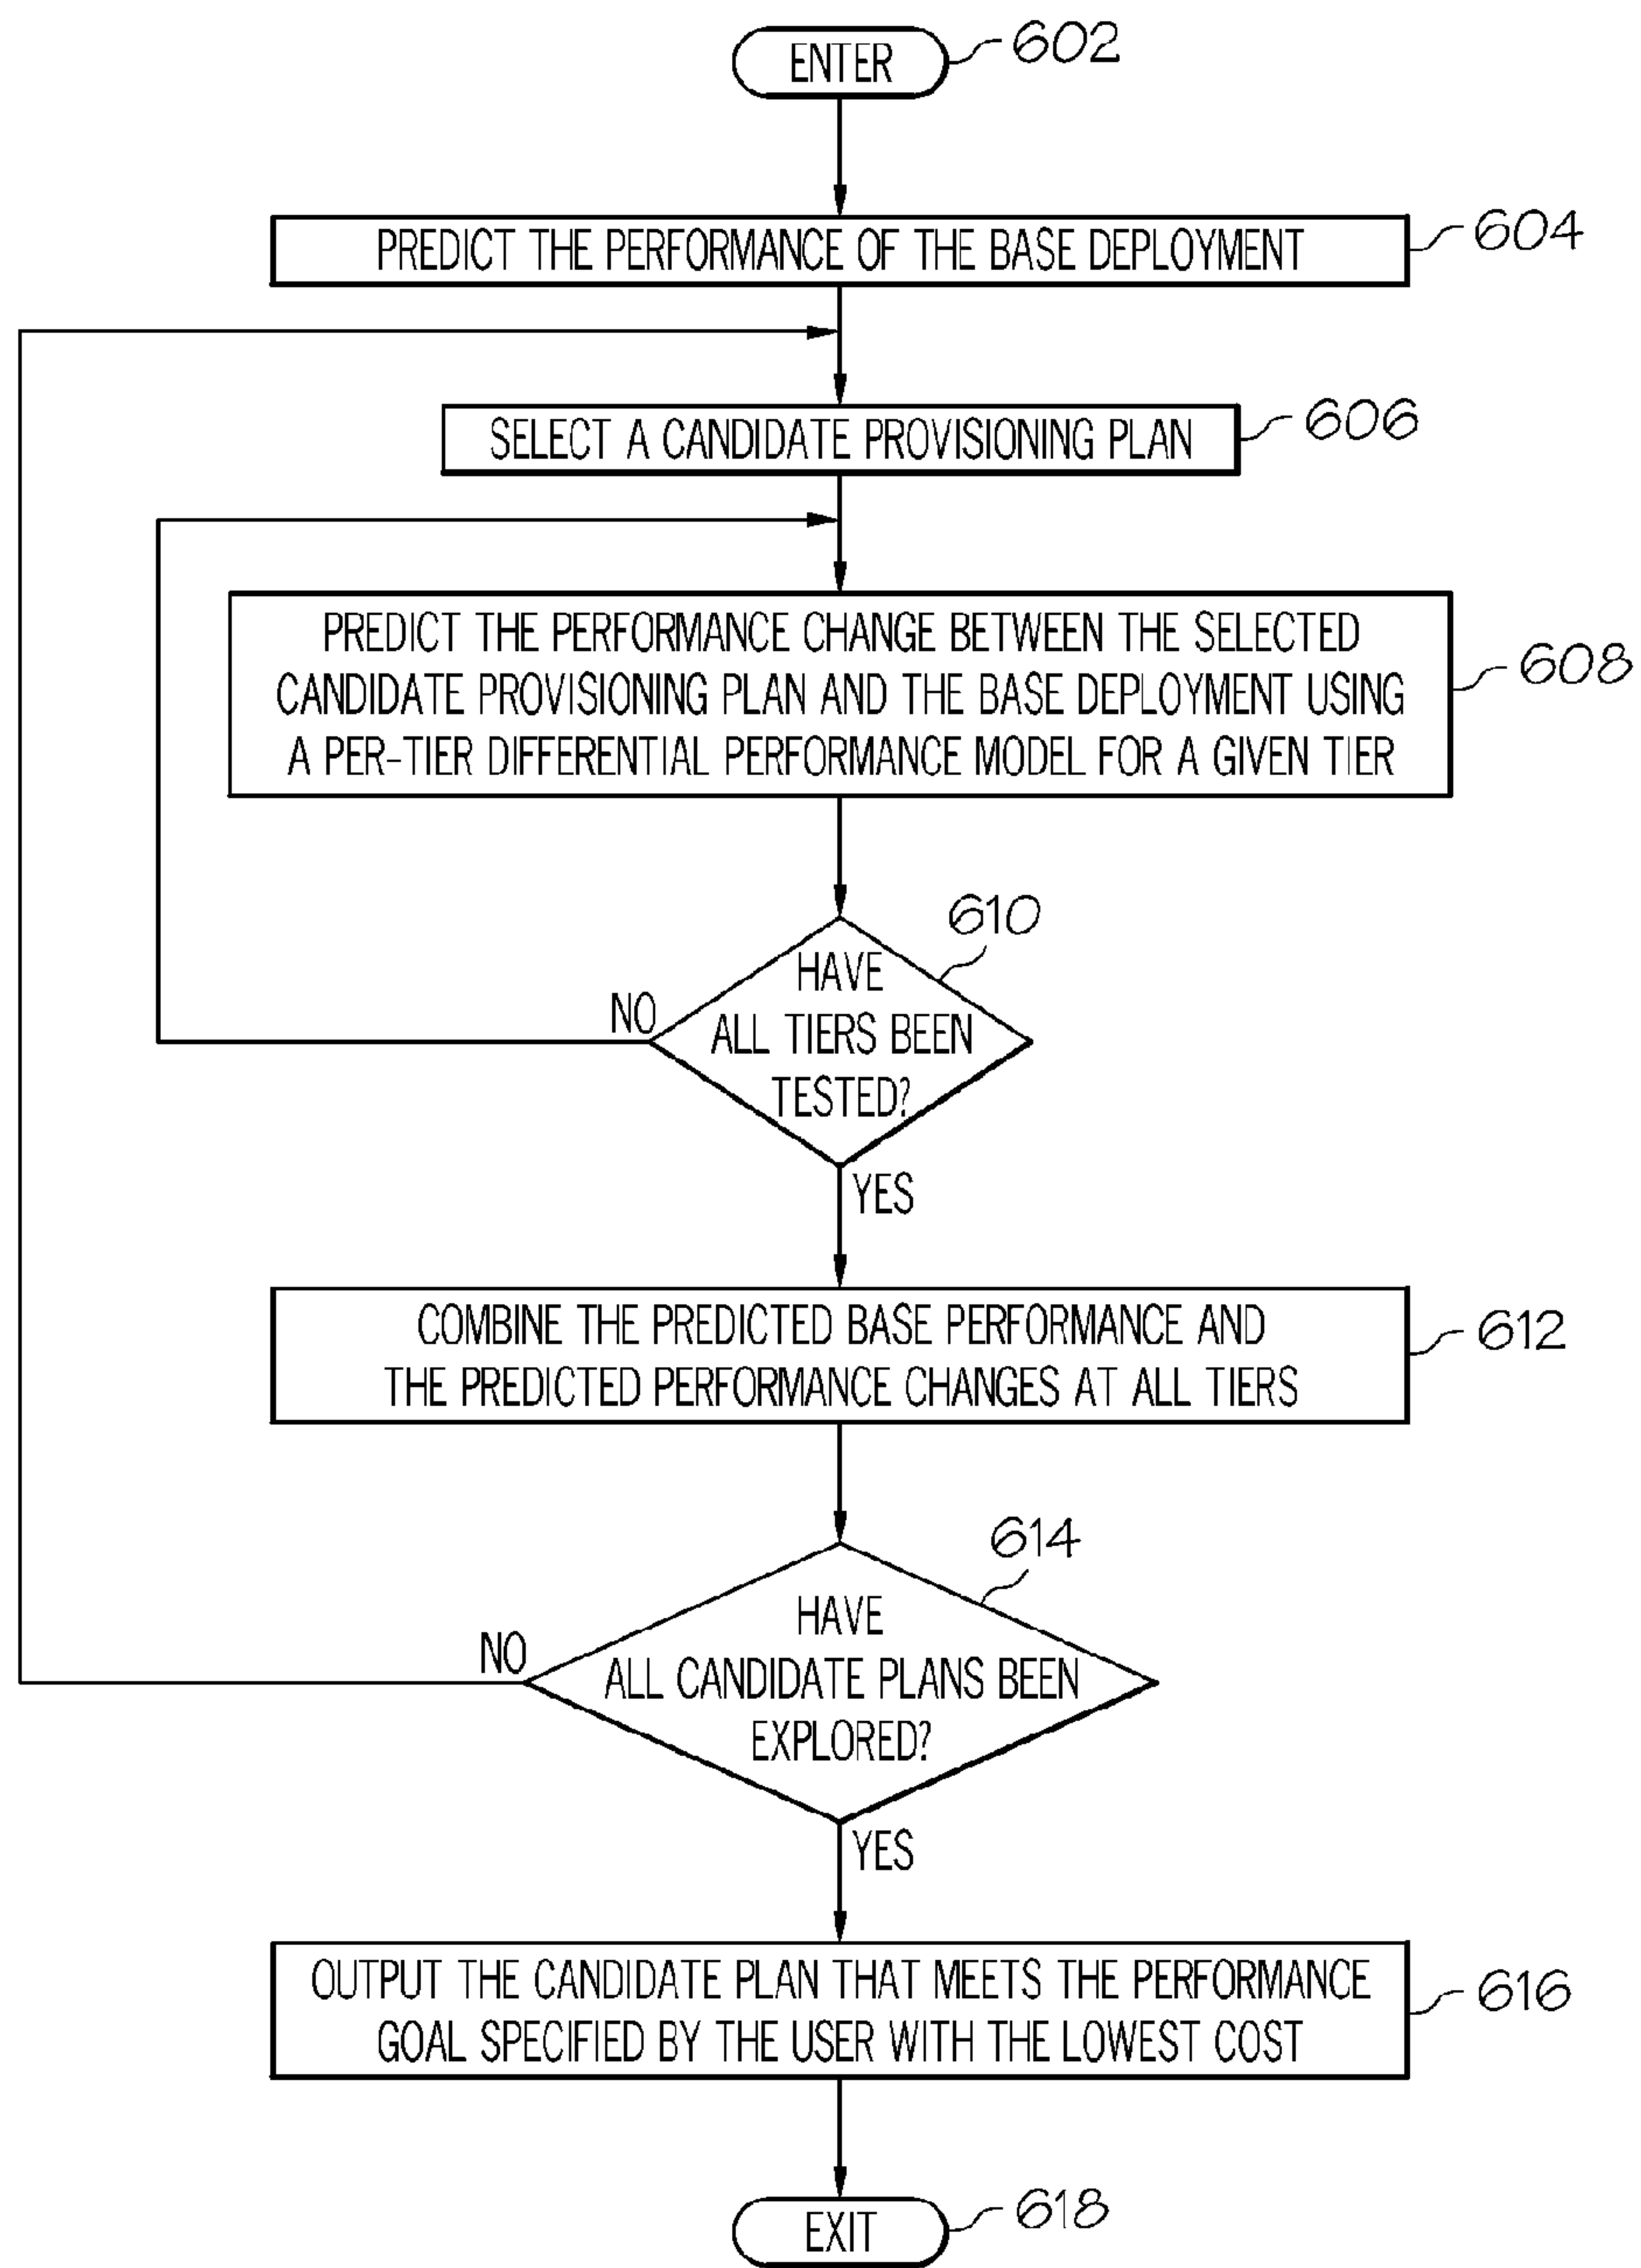 ENTER
602
PREDICT THE PERFORMANCE OF THE BASE DEPLOYMENT
604
SELECT A CANDIDATE PROVISIONING PLAN
606
PREDICT THE PERFORMANCE CHANGE BETWEEN THE SELECTED
CANDIDATE PROVISIONING PLAN AND THE BASE DEPLOYMENT USING
A PER-TIER DIFFERENTIAL PERFORMANCE MODEL FOR A GIVEN TIER
608
610
HAVE
ALL TIERS BEEN
TESTED?
NO
YES
COMBINE THE PREDICTED BASE PERFORMANCE AND
THE PREDICTED PERFORMANCE CHANGES AT ALL TIERS
612
614
HAVE
ALL CANDIDATE PLANS BEEN
EXPLORED?
NO
YES
OUTPUT THE CANDIDATE PLAN THAT MEETS THE PERFORMANCE
GOAL SPECIFIED BY THE USER WITH THE LOWEST COST
616
EXIT
618